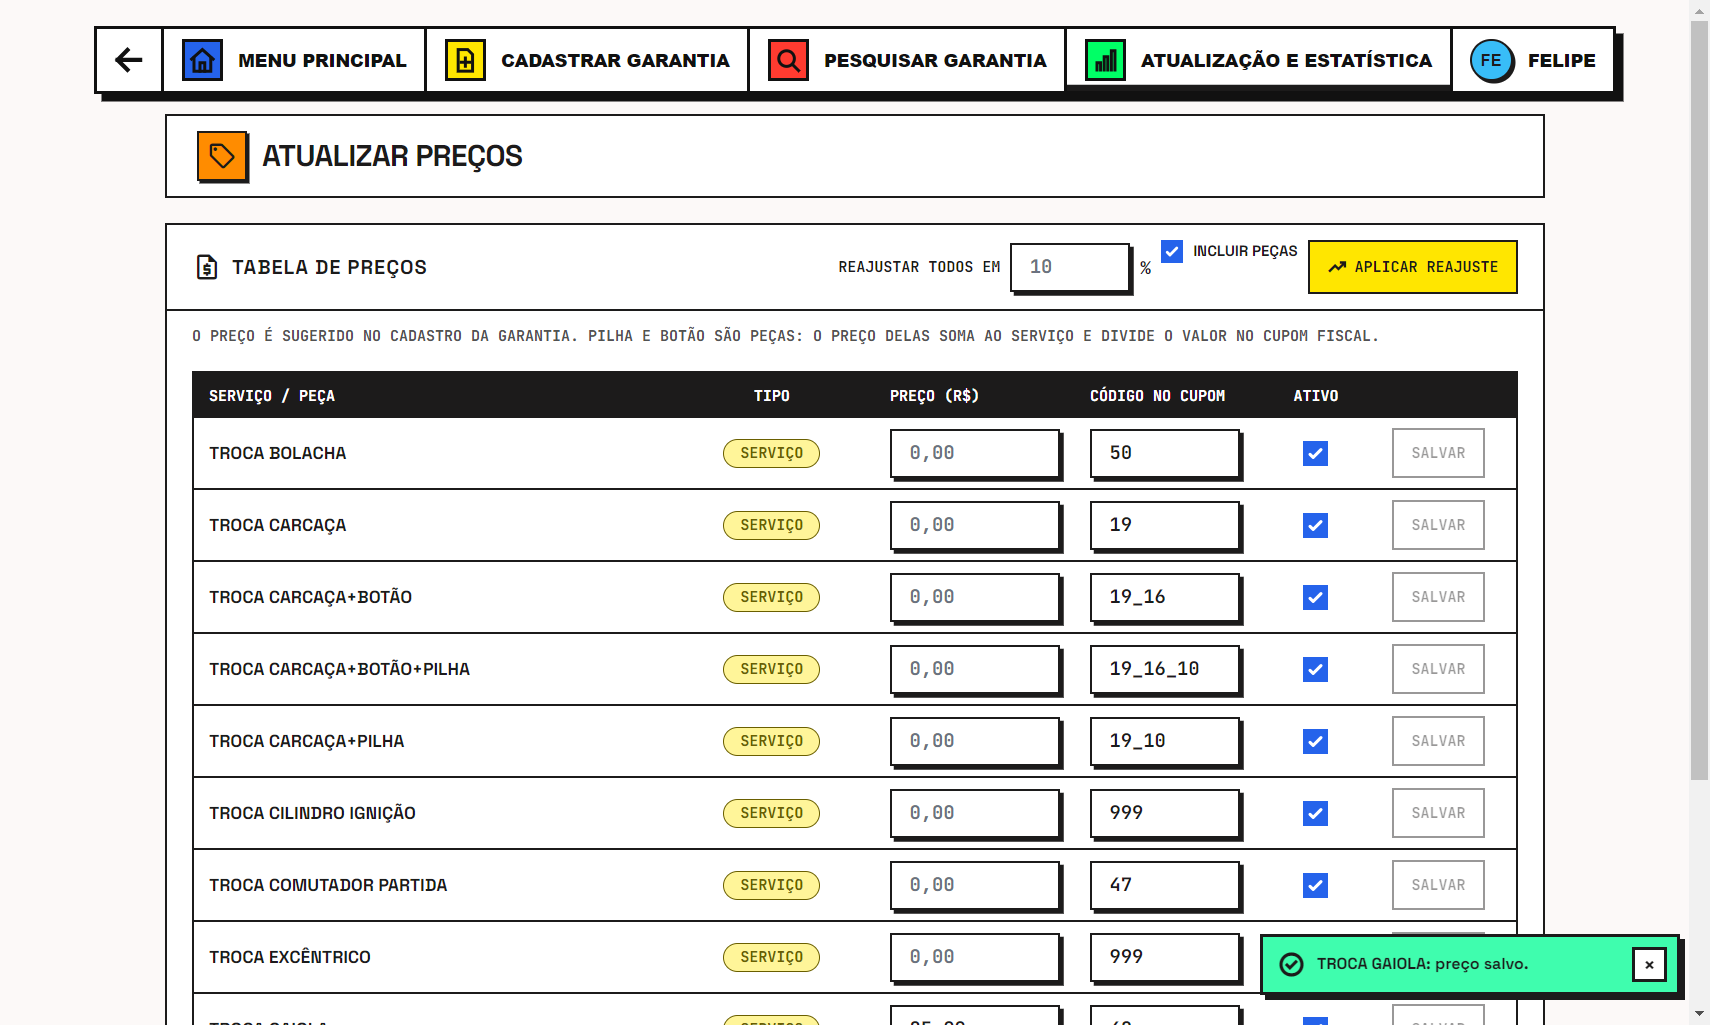 MENU PRINCIPAL
CADASTRAR GARANTIA
PESQUISAR GARANTIA
ATUALIZAÇÃO E ESTATÍSTICA
FE FELIPE
ATUALIZAR PREÇOS
TABELA DE PREÇOS
REAJUSTAR TODOS EM 10 %
INCLUIR PEÇAS
APLICAR REAJUSTE
O PREÇO É SUGERIDO NO CADASTRO DA GARANTIA. PILHA E BOTÃO SÃO PEÇAS: O PREÇO DELAS SOMA AO SERVIÇO E DIVIDE O VALOR NO CUPOM FISCAL.
SERVIÇO / PEÇA TIPO PREÇO (R$) CÓDIGO NO CUPOM ATIVO
TROCA BOLACHA SERVIÇO 0,00 50 SALVAR
TROCA CARCAÇA SERVIÇO 0,00 19 SALVAR
TROCA CARCAÇA+BOTÃO SERVIÇO 0,00 19_16 SALVAR
TROCA CARCAÇA+BOTÃO+PILHA SERVIÇO 0,00 19_16_10 SALVAR
TROCA CARCAÇA+PILHA SERVIÇO 0,00 19_10 SALVAR
TROCA CILINDRO IGNIÇÃO SERVIÇO 0,00 999 SALVAR
TROCA COMUTADOR PARTIDA SERVIÇO 0,00 47 SALVAR
TROCA EXCÊNTRICO SERVIÇO 0,00 999
TROCA GAIOLA: preço salvo. ×
TROCA GAIOLA SERVIÇO